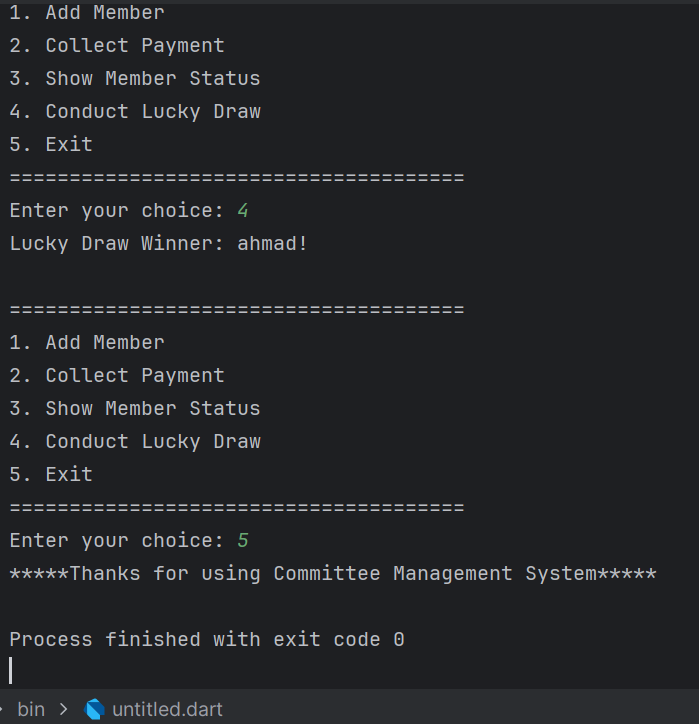 1. Add Member
2. Collect Payment
3. Show Member Status
4. Conduct Lucky Draw
5. Exit
======================================
Enter your choice: 4
Lucky Draw Winner: ahmad!
======================================
1. Add Member
2. Collect Payment
3. Show Member Status
4. Conduct Lucky Draw
5. Exit
======================================
Enter your choice: 5
*****Thanks for using Committee Management System*****
Process finished with exit code 0
bin > untitled.dart